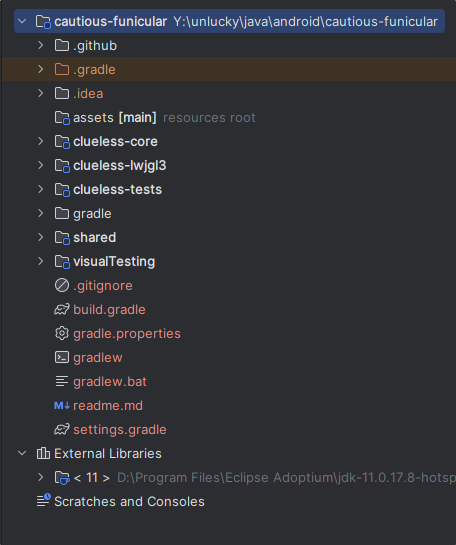 cautious-funicular Y:\unlucky\java\android\cautious-funicular
.github
.gradle
.idea
assets [main] resources root
clueless-core
clueless-lwjgl3
clueless-tests
gradle
shared
visualTesting
.gitignore
build.gradle
gradle.properties
gradlew
gradlew.bat
M↓ readme.md
settings.gradle
External Libraries
< 11 > D:\Program Files\Eclipse Adoptium\jdk-11.0.17.8-hotsp
Scratches and Consoles